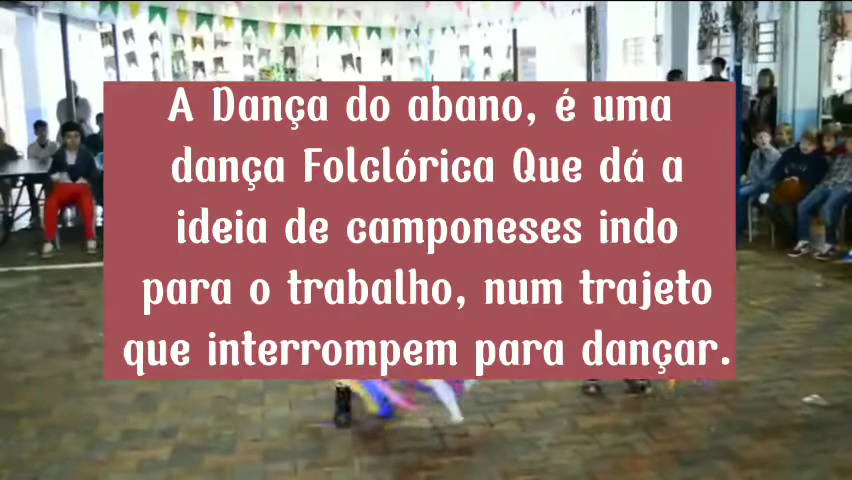 A Dança do abano, é uma
dança Folclórica Que dá a
ideia de camponeses indo
para o trabalho, num trajeto
que interrompem para dançar.